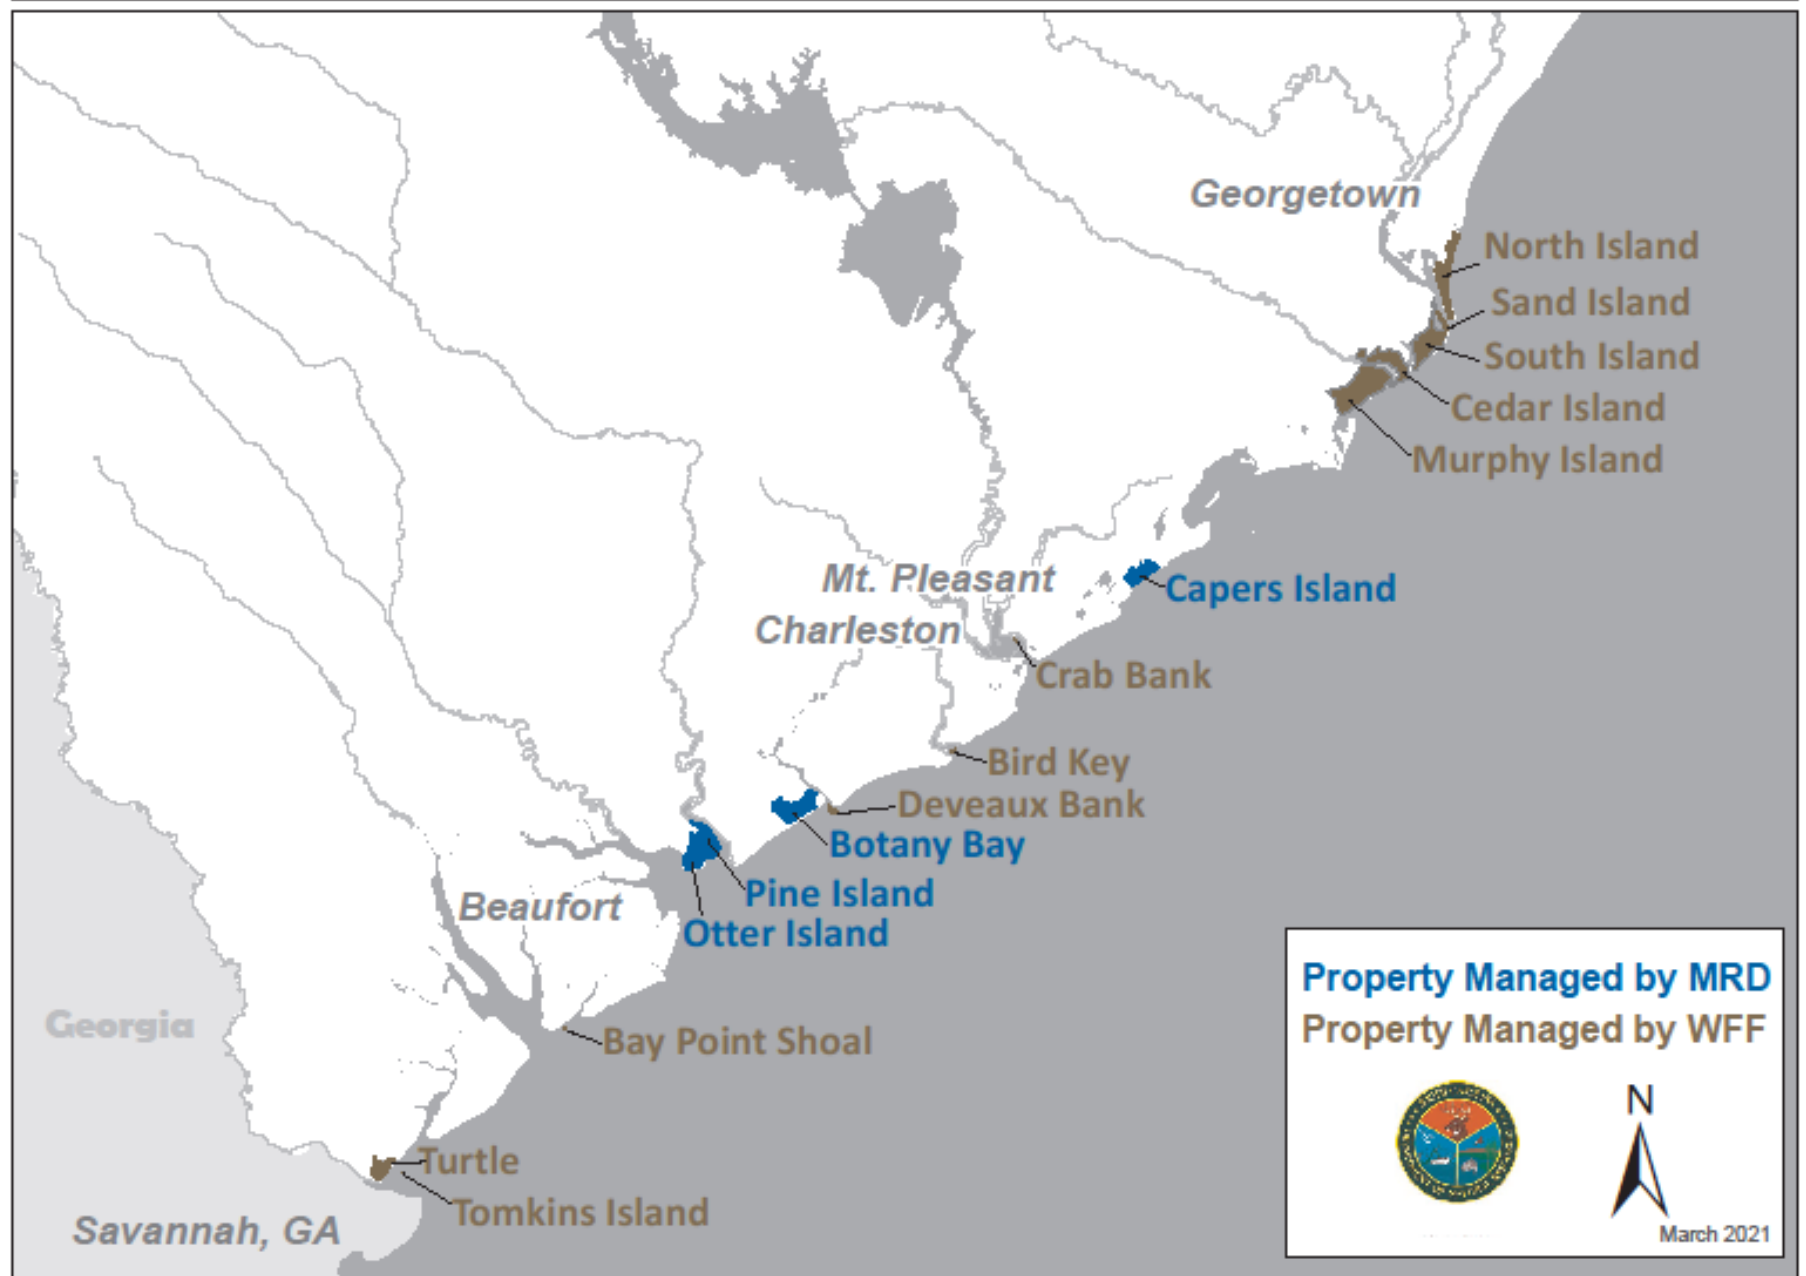 Georgetown
North Island
Sand Island
South Island
Cedar Island
Murphy Island
Mt. Pleasant
Capers Island
Charleston
Crab Bank
Bird Key
Deveaux Bank
Botany Bay
Pine Island
Beaufort
Otter Island
Georgia
Bay Point Shoal
Turtle
Tomkins Island
Savannah, GA
Property Managed by MRD
Property Managed by WFF
N
March 2021